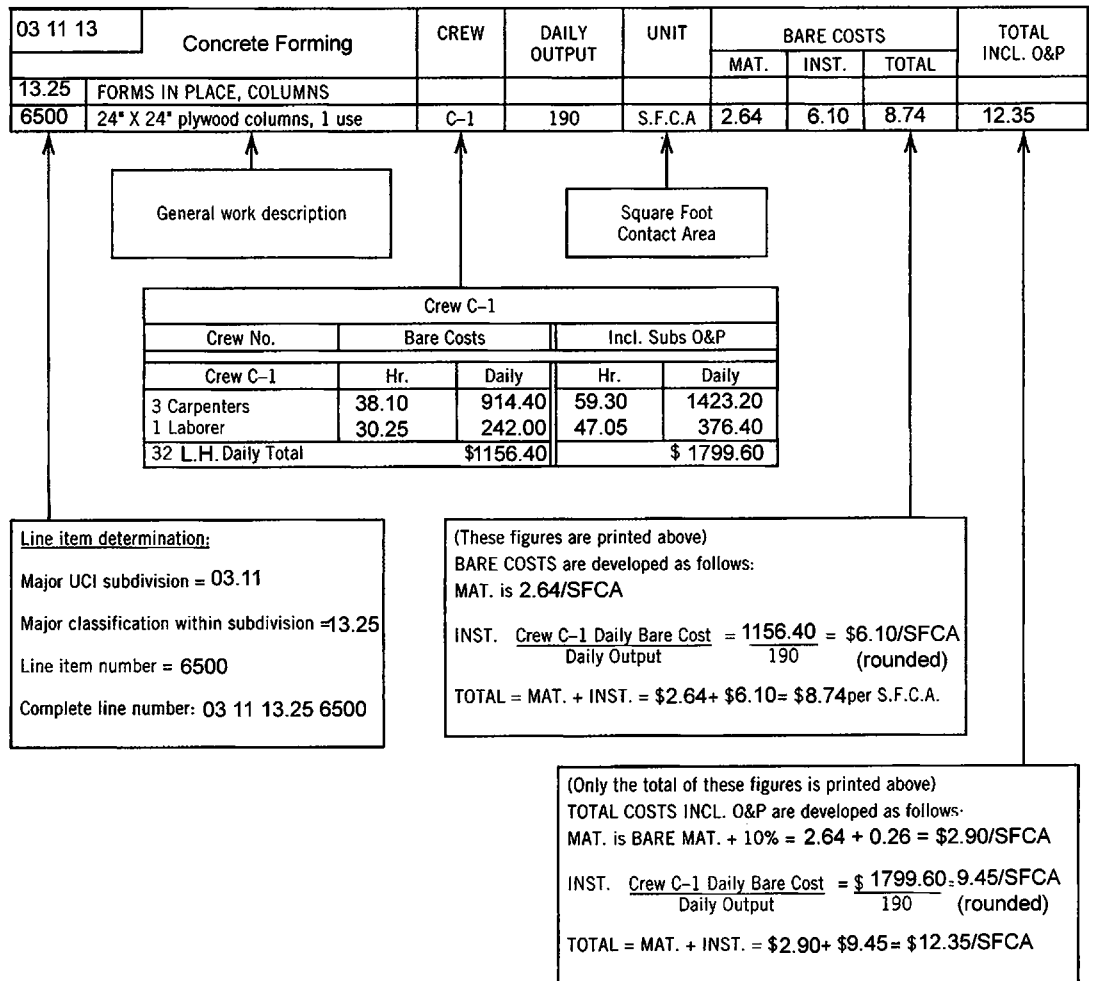 03 11 13 Concrete Forming CREW DAILY OUTPUT UNIT BARE COSTS TOTAL INCL. O&P
MAT. INST. TOTAL
13.25 FORMS IN PLACE, COLUMNS
6500 24" X 24" plywood columns, 1 use C-1 190 S.F.C.A 2.64 6.10 8.74 12.35
General work description
Square Foot
Contact Area
Crew C-1
Crew No. Bare Costs Incl. Subs O&P
Crew C-1 Hr. Daily Hr. Daily
3 Carpenters 38.10 914.40 59.30 1423.20
1 Laborer 30.25 242.00 47.05 376.40
32 L.H. Daily Total $1156.40 $ 1799.60
Line item determination:
Major UCI subdivision = 03.11
Major classification within subdivision =13.25
Line item number = 6500
Complete line number: 03 11 13.25 6500
(These figures are printed above)
BARE COSTS are developed as follows:
MAT. is 2.64/SFCA
INST. Crew C-1 Daily Bare Cost = 1156.40 = $6.10/SFCA
Daily Output 190 (rounded)
TOTAL = MAT. + INST. = $2.64+ $6.10= $8.74per S.F.C.A.
(Only the total of these figures is printed above)
TOTAL COSTS INCL. O&P are developed as follows·
MAT. is BARE MAT. + 10% = 2.64 + 0.26 = $2.90/SFCA
INST. Crew C-1 Daily Bare Cost = $ 1799.60=9.45/SFCA
Daily Output 190 (rounded)
TOTAL = MAT. + INST. = $2.90+ $9.45= $12.35/SFCA